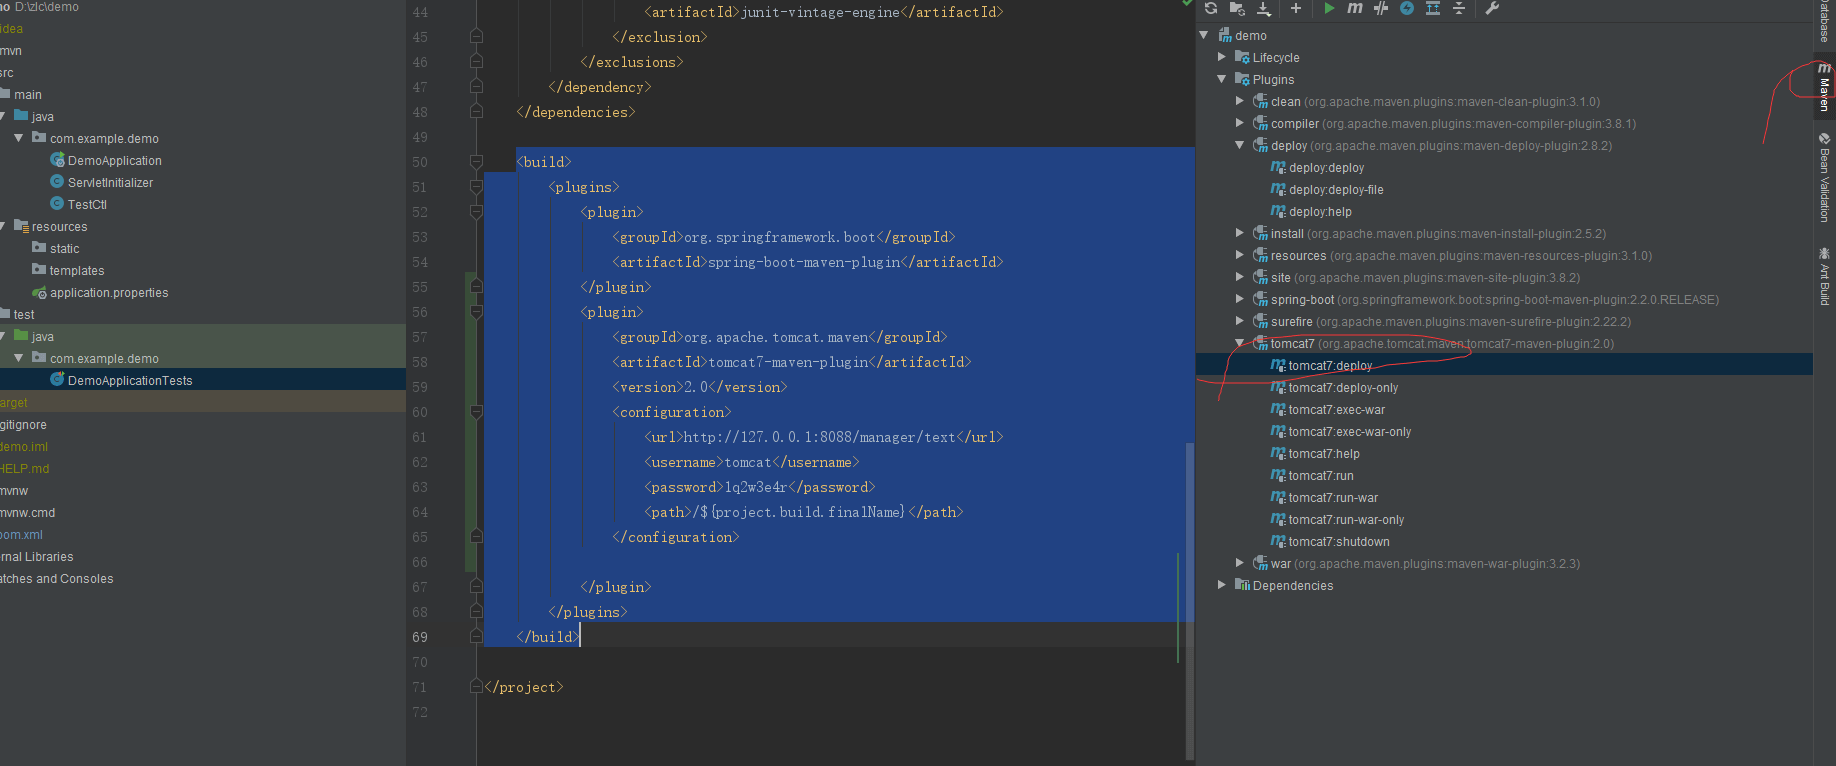 no D:\zlc\demo
idea
mvn
src
main
java
com.example.demo
DemoApplication
ServletInitializer
TestCtl
resources
static
templates
application.properties
test
java
com.example.demo
DemoApplicationTests
arget
gitignore
demo.iml
HELP.md
mvnw
mvnw.cmd
pom.xml
rnal Libraries
atches and Consoles
44 <artifactId>junit-vintage-engine</artifactId>
45 </exclusion>
46 </exclusions>
47 </dependency>
48 </dependencies>
49
50 <build>
51 <plugins>
52 <plugin>
53 <groupId>org.springframework.boot</groupId>
54 <artifactId>spring-boot-maven-plugin</artifactId>
55 </plugin>
56 <plugin>
57 <groupId>org.apache.tomcat.maven</groupId>
58 <artifactId>tomcat7-maven-plugin</artifactId>
59 <version>2.0</version>
60 <configuration>
61 <url>http://127.0.0.1:8088/manager/text</url>
62 <username>tomcat</username>
63 <password>1q2w3e4r</password>
64 <path>/${project.build.finalName}</path>
65 </configuration>
66
67 </plugin>
68 </plugins>
69 </build>
70
71 </project>
72
demo
Lifecycle
Plugins
clean (org.apache.maven.plugins:maven-clean-plugin:3.1.0)
compiler (org.apache.maven.plugins:maven-compiler-plugin:3.8.1)
deploy (org.apache.maven.plugins:maven-deploy-plugin:2.8.2)
deploy:deploy
deploy:deploy-file
deploy:help
install (org.apache.maven.plugins:maven-install-plugin:2.5.2)
resources (org.apache.maven.plugins:maven-resources-plugin:3.1.0)
site (org.apache.maven.plugins:maven-site-plugin:3.8.2)
spring-boot (org.springframework.boot:spring-boot-maven-plugin:2.2.0.RELEASE)
surefire (org.apache.maven.plugins:maven-surefire-plugin:2.22.2)
tomcat7 (org.apache.tomcat.maven:tomcat7-maven-plugin:2.0)
tomcat7:deploy
tomcat7:deploy-only
tomcat7:exec-war
tomcat7:exec-war-only
tomcat7:help
tomcat7:run
tomcat7:run-war
tomcat7:run-war-only
tomcat7:shutdown
war (org.apache.maven.plugins:maven-war-plugin:3.2.3)
Dependencies
Database
Maven
Bean Validation
Ant Build